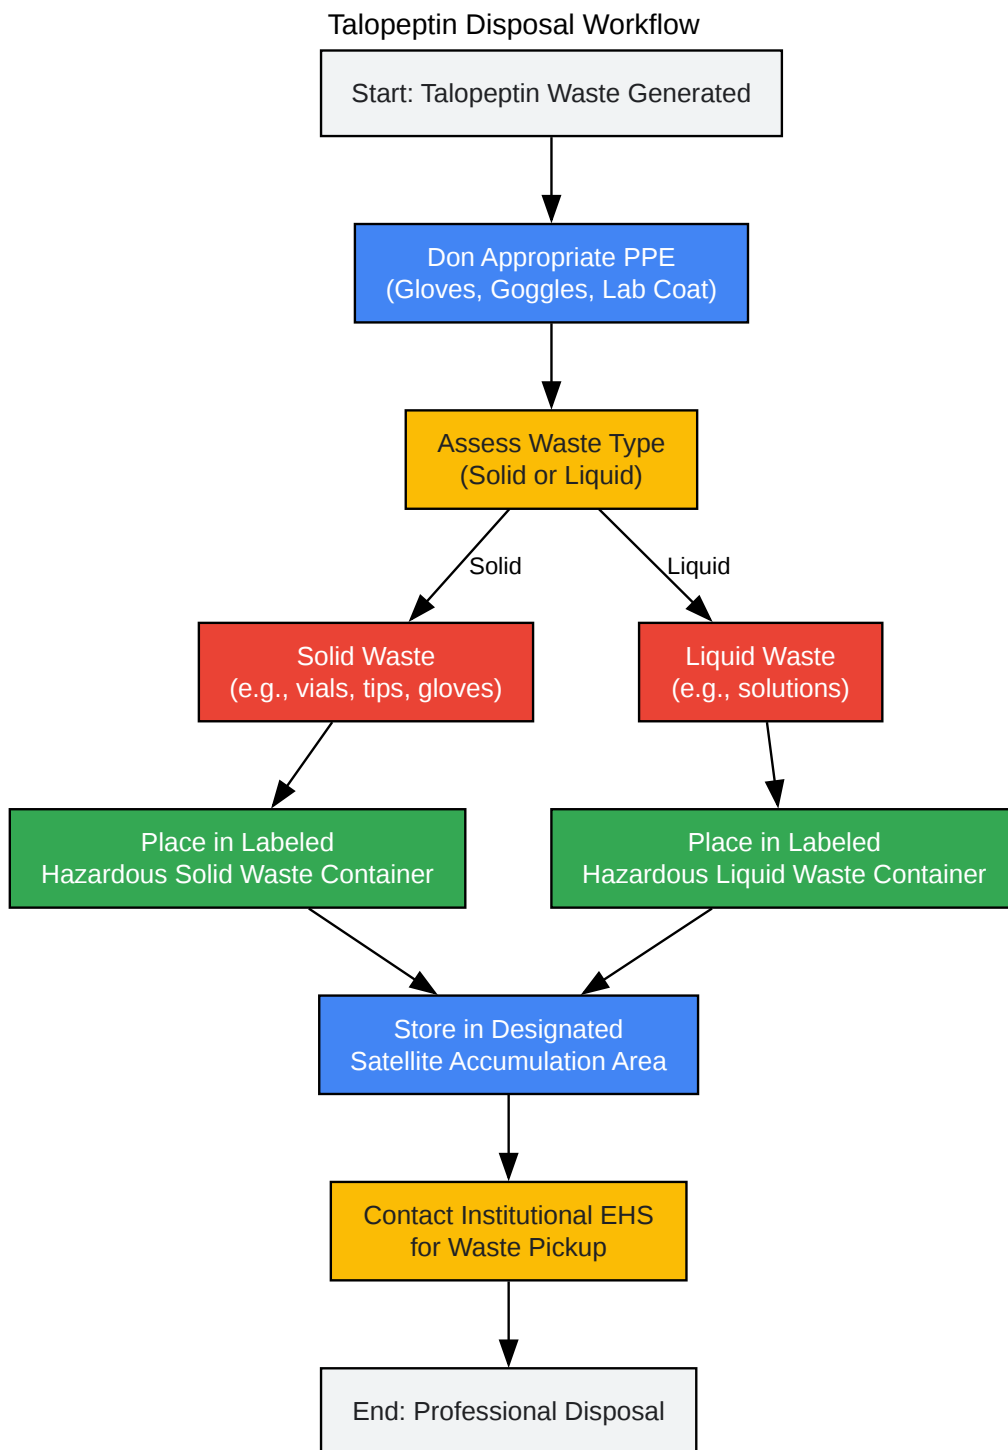 Talopeptin Disposal Workflow
Start: Talopeptin Waste Generated
Don Appropriate PPE
(Gloves, Goggles, Lab Coat)
Assess Waste Type
(Solid or Liquid)
Solid
Liquid
Solid Waste
(e.g., vials, tips, gloves)
Liquid Waste
(e.g., solutions)
Place in Labeled
Hazardous Solid Waste Container
Place in Labeled
Hazardous Liquid Waste Container
Store in Designated
Satellite Accumulation Area
Contact Institutional EHS
for Waste Pickup
End: Professional Disposal